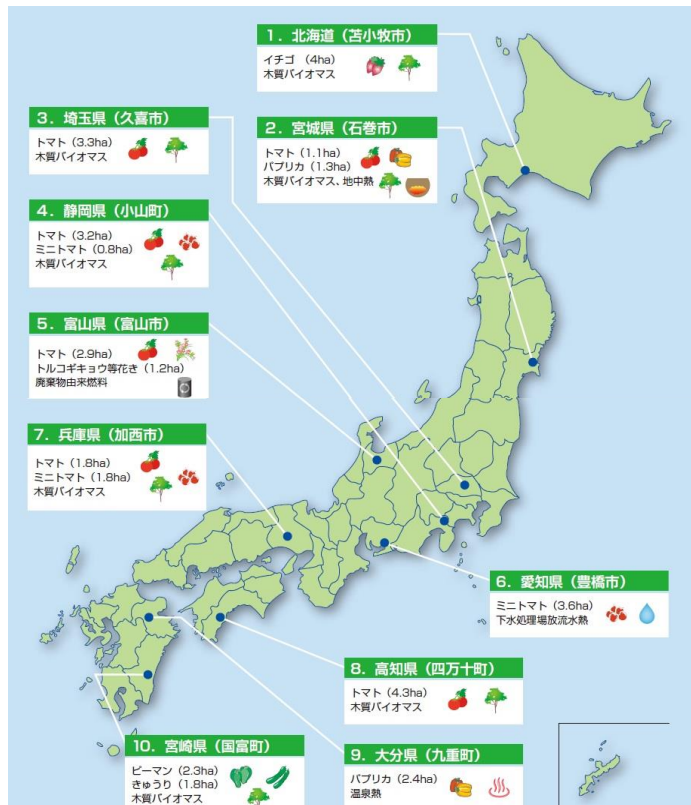 1. 北海道（苫小牧市）
イチゴ（4ha）
木質バイオマス
2. 宮城県（石巻市）
トマト（1.1ha）
パプリカ（1.3ha）
木質バイオマス、地中熱
3. 埼玉県（久喜市）
トマト（3.3ha）
木質バイオマス
4. 静岡県（小山町）
トマト（3.2ha）
ミニトマト（0.8ha）
木質バイオマス
5. 富山県（富山市）
トマト（2.9ha）
トルコギキョウ等花き（1.2ha）
廃棄物由来燃料
7. 兵庫県（加西市）
トマト（1.8ha）
ミニトマト（1.8ha）
木質バイオマス
6. 愛知県（豊橋市）
ミニトマト（3.6ha）
下水処理場放流水熱
8. 高知県（四万十町）
トマト（4.3ha）
木質バイオマス
10. 宮崎県（国富町）
ピーマン（2.3ha）
きゅうり（1.8ha）
木質バイオマス
9. 大分県（九重町）
パプリカ（2.4ha）
温泉熱